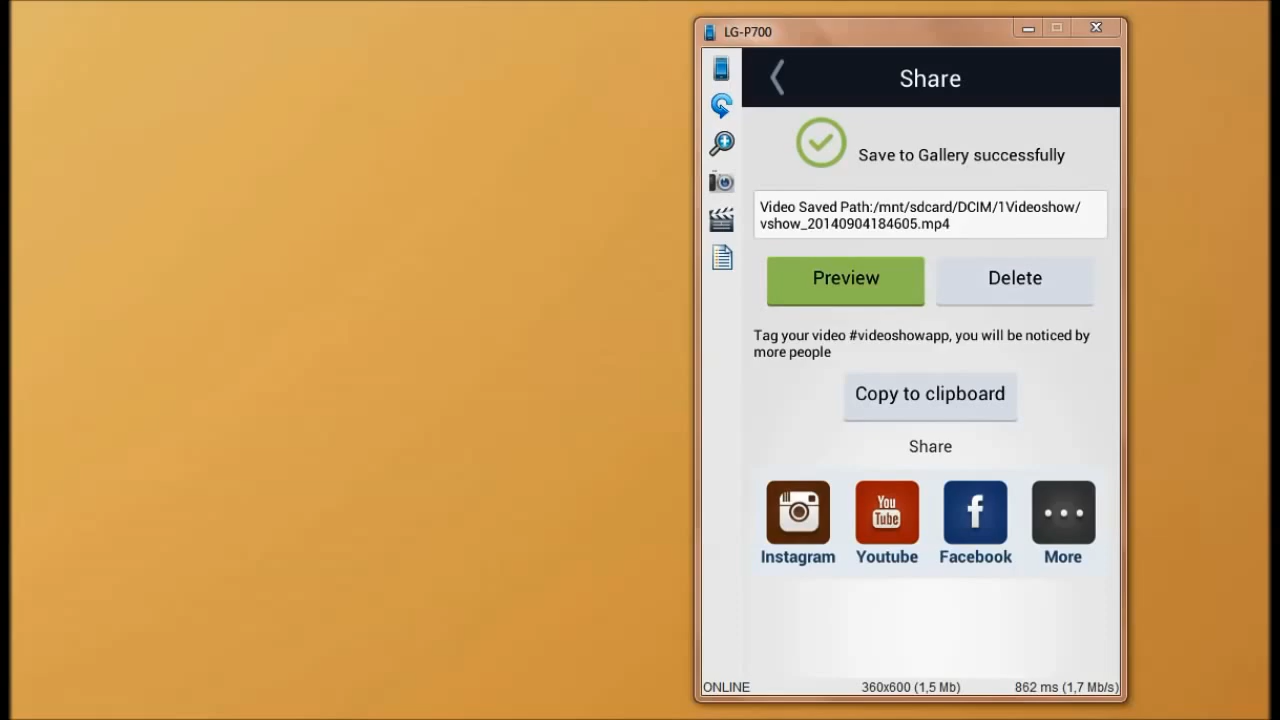 LG-P700
Share
Save to Gallery successfully
Video Saved Path:/mnt/sdcard/DCIM/1Videoshow/
vshow_20140904184605.mp4
Preview
Delete
Tag your video #videoshowapp, you will be noticed by
more people
Copy to clipboard
Share
You
Tube
f
Instagram
Youtube
Facebook
More
ONLINE
360x600 (1,5 Mb)
862 ms (1,7 Mb/s)